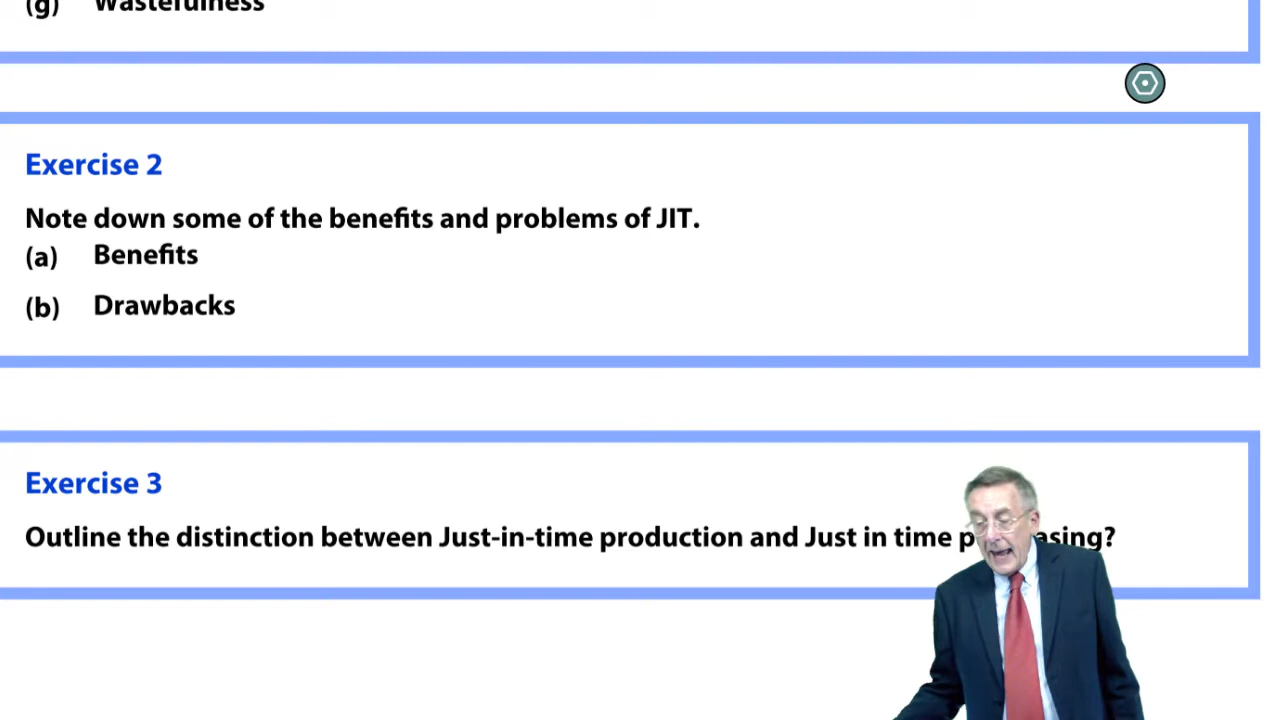 (g) Wastefulness
Exercise 2
Note down some of the benefits and problems of JIT.
(a) Benefits
(b) Drawbacks
Exercise 3
Outline the distinction between Just-in-time production and Just in time